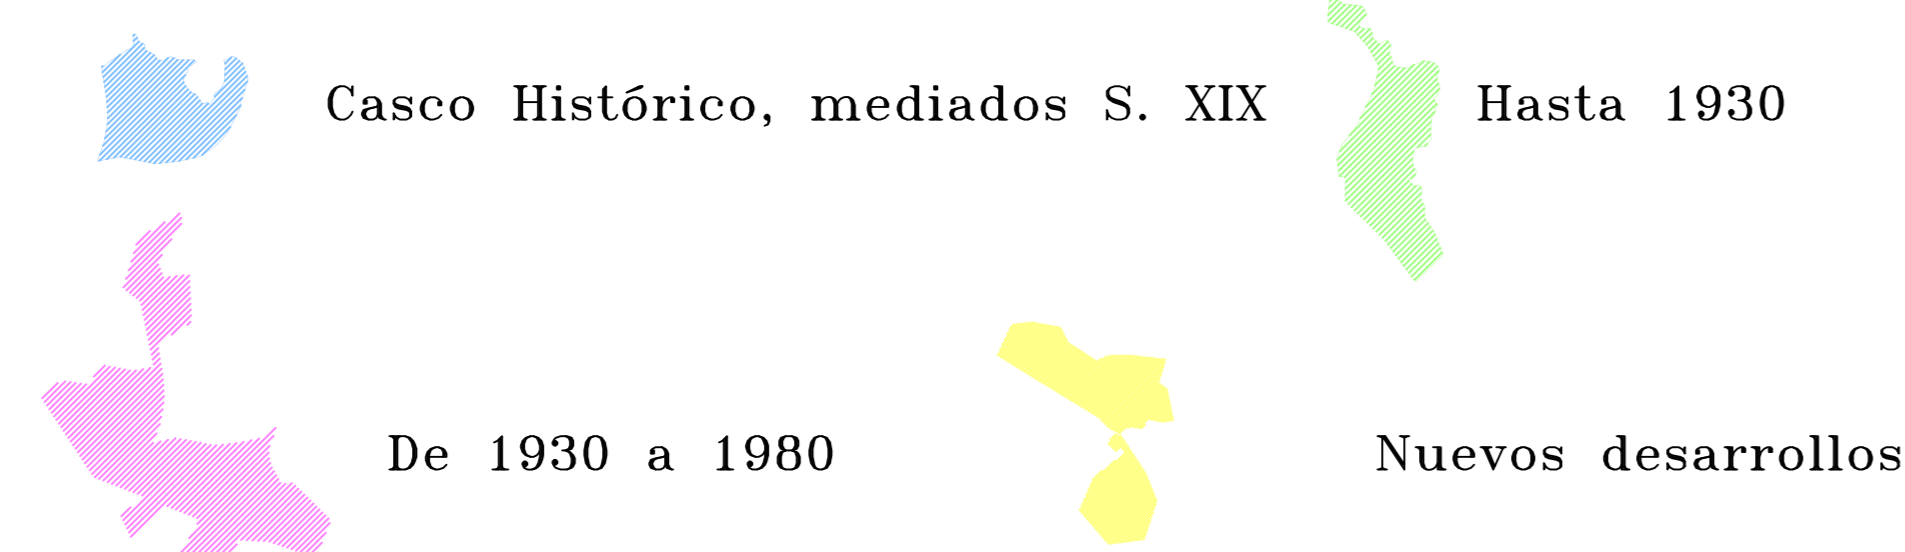 Casco Histórico, mediados S. XIX
Hasta 1930
De 1930 a 1980
Nuevos desarrollos